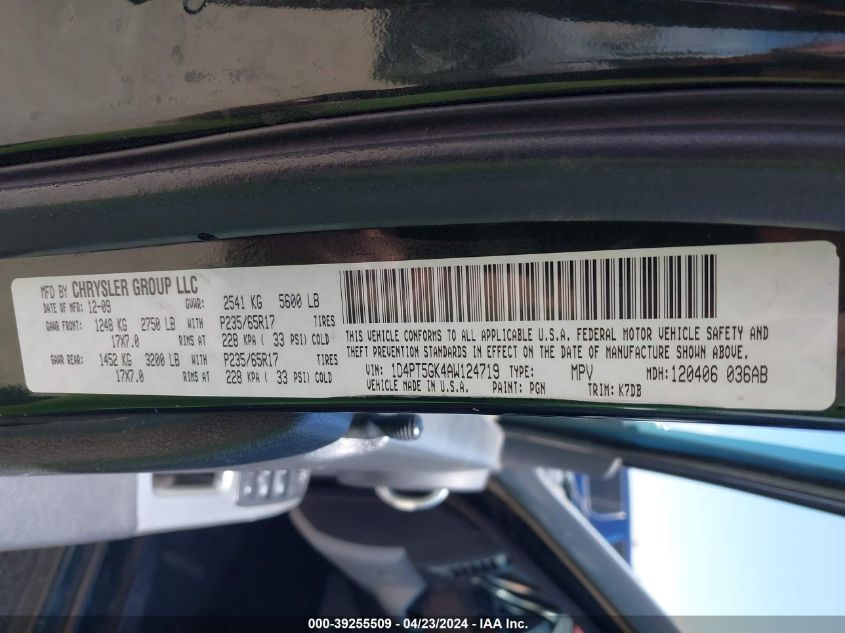 MFD BY CHRYSLER GROUP LLC
DATE OF MFR: 12-09 GVWR: 2541 KG 5600 LB
GAWR FRONT: 1248 KG 2750 LB WITH P235/65R17 TIRES
17X7.0 RIMS AT 228 KPA ( 33 PSI) COLD
GAWR REAR: 1452 KG 3200 LB WITH P235/65R17 TIRES
17X7.0 RIMS AT 228 KPA ( 33 PSI) COLD
THIS VEHICLE CONFORMS TO ALL APPLICABLE U.S.A. FEDERAL MOTOR VEHICLE SAFETY AND
THEFT PREVENTION STANDARDS IN EFFECT ON THE DATE OF MANUFACTURE SHOWN ABOVE.
VIN: 1D4PT5GK4AW124719 TYPE: MPV MDH: 120406 036AB
VEHICLE MADE IN U.S.A. PAINT: PGN TRIM: K7DB
000-39255509 - 04/23/2024 - IAA Inc.